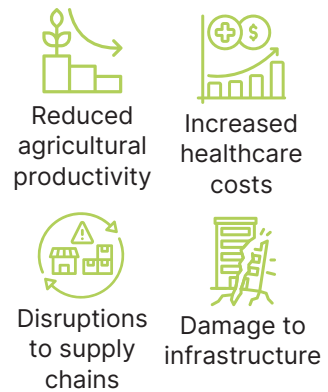 Reduced
agricultural
productivity
$
Increased
healthcare
costs
Disruptions
to supply
chains
Damage to
infrastructure